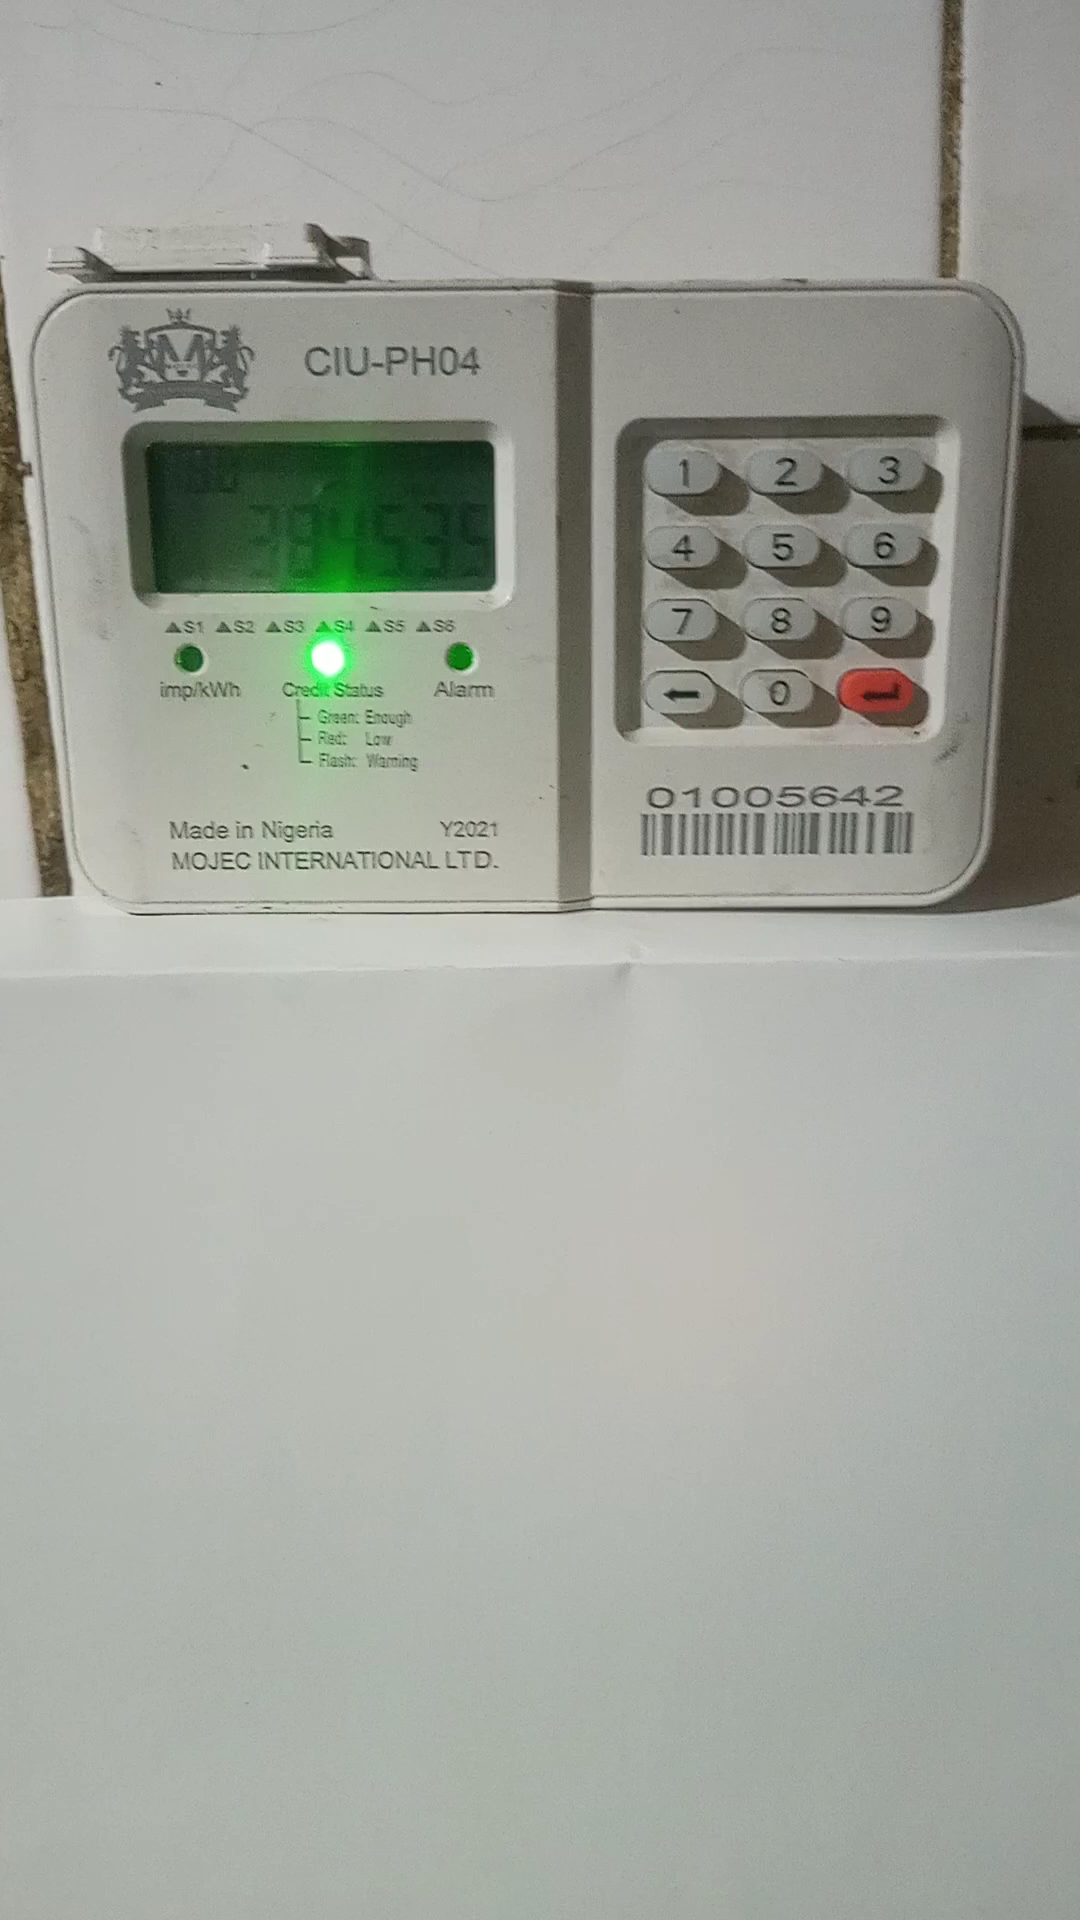 CIU-PH04
▲S1 ▲S2 ▲S3 ▲S4 ▲S5 ▲S6
imp/kWh Credit Status Alarm
Green: Enough
Red: Low
Flash: Warning
Made in Nigeria Y2021
MOJEC INTERNATIONAL LTD.
1 2 3
4 5 6
7 8 9
← 0 ↵
01005642